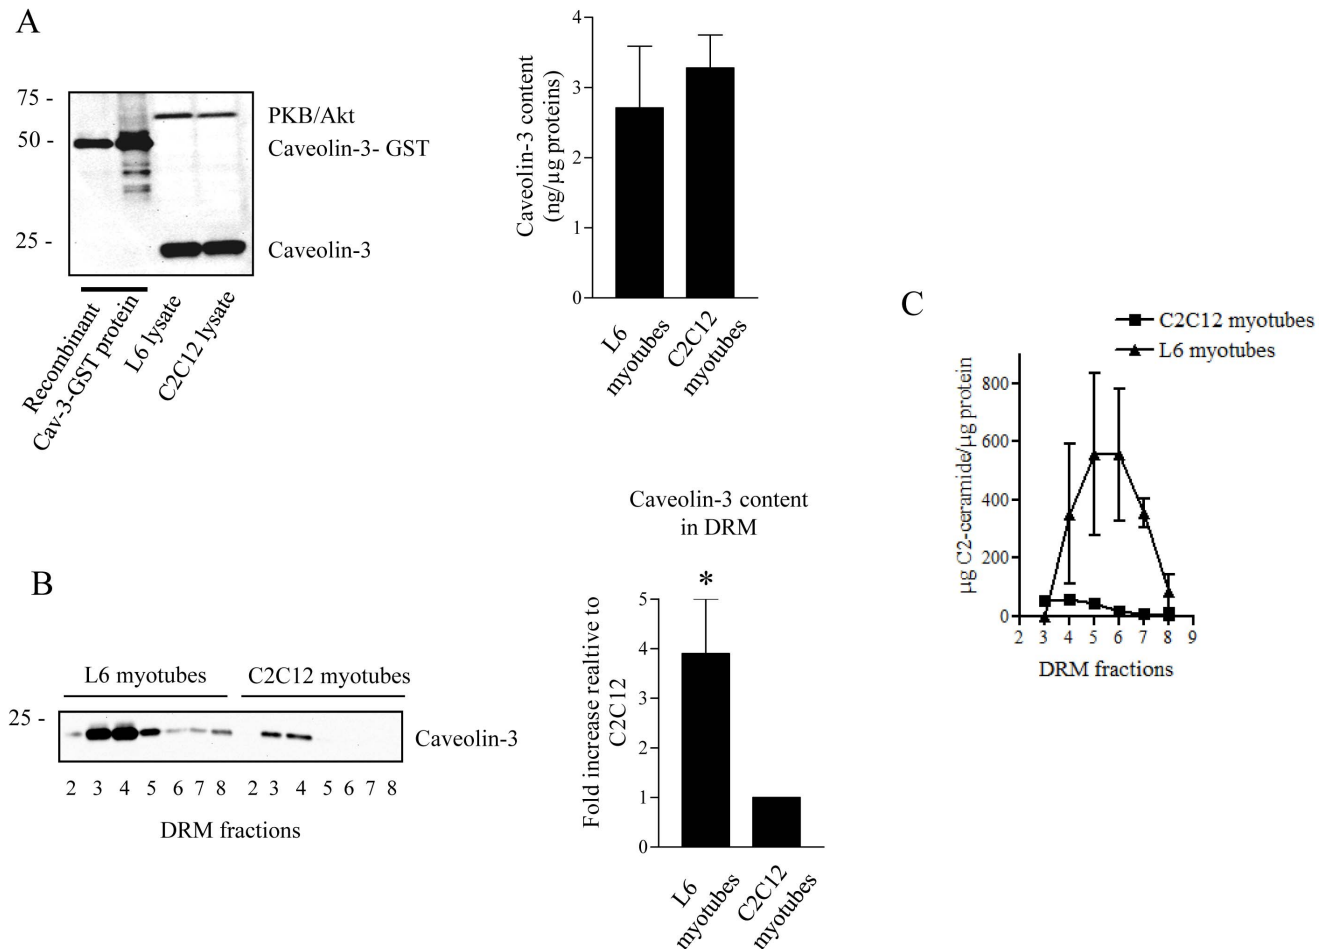 A
75 -
50 -
25 -
PKB/Akt
Caveolin-3- GST
Caveolin-3
Recombinant
Cav-3-GST protein
L6 lysate
C2C12 lysate
Caveolin-3 content
(ng/µg proteins)
4
3
2
1
0
L6
myotubes
C2C12
myotubes
B
L6 myotubes
C2C12 myotubes
25 -
Caveolin-3
2 3 4 5 6 7 8 2 3 4 5 6 7 8
DRM fractions
Caveolin-3 content
in DRM
*
Fold increase realtive to
C2C12
5
4
3
2
1
0
L6
myotubes
C2C12
myotubes
C
C2C12 myotubes
L6 myotubes
µg C2-ceramide/µg protein
800
600
400
200
0
2 3 4 5 6 7 8 9
DRM fractions